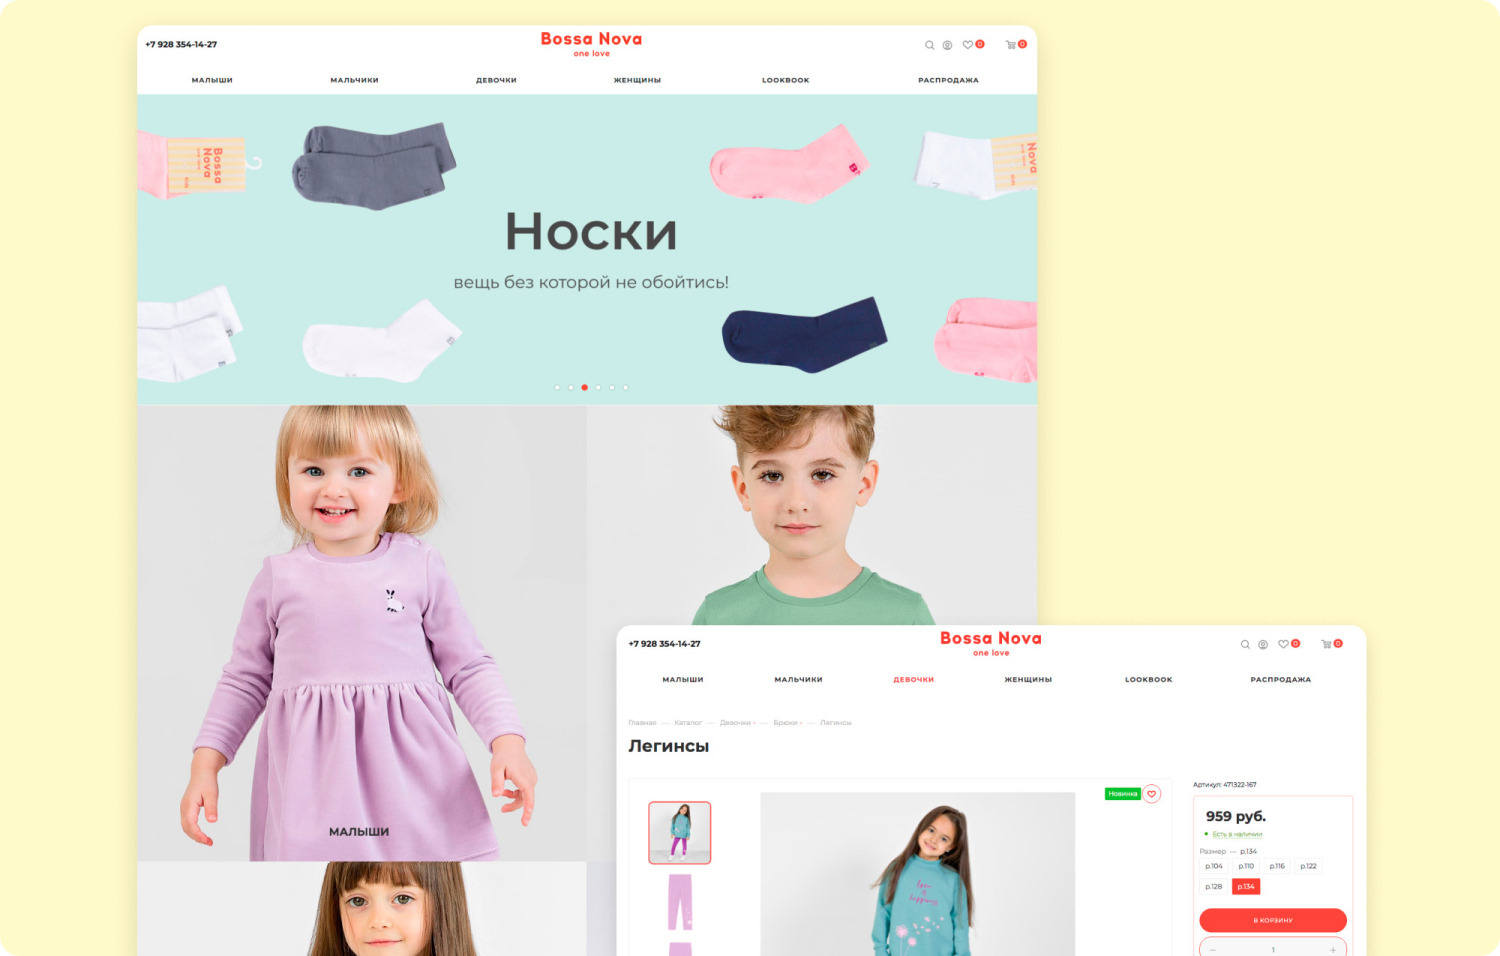 +7 928 354-14-27
Bossa Nova
one love
0
0
МАЛЫШИ
МАЛЬЧИКИ
ДЕВОЧКИ
ЖЕНЩИНЫ
LOOKBOOK
РАСПРОДАЖА
Bossa
Nova
Nova
Носки
вещь без которой не обойтись!
МАЛЫШИ
+7 928 354-14-27
Bossa Nova
one love
0
0
МАЛЫШИ
МАЛЬЧИКИ
ДЕВОЧКИ
ЖЕНЩИНЫ
LOOKBOOK
РАСПРОДАЖА
Главная — Каталог — Девочки — Брюки — Легинсы
Легинсы
Новинка
love
is
happiness
Артикул: 471322-167
959 руб.
Есть в наличии
Размер — р.134
р.104 р.110 р.116 р.122
р.128 р.134
В КОРЗИНУ
− 1 +